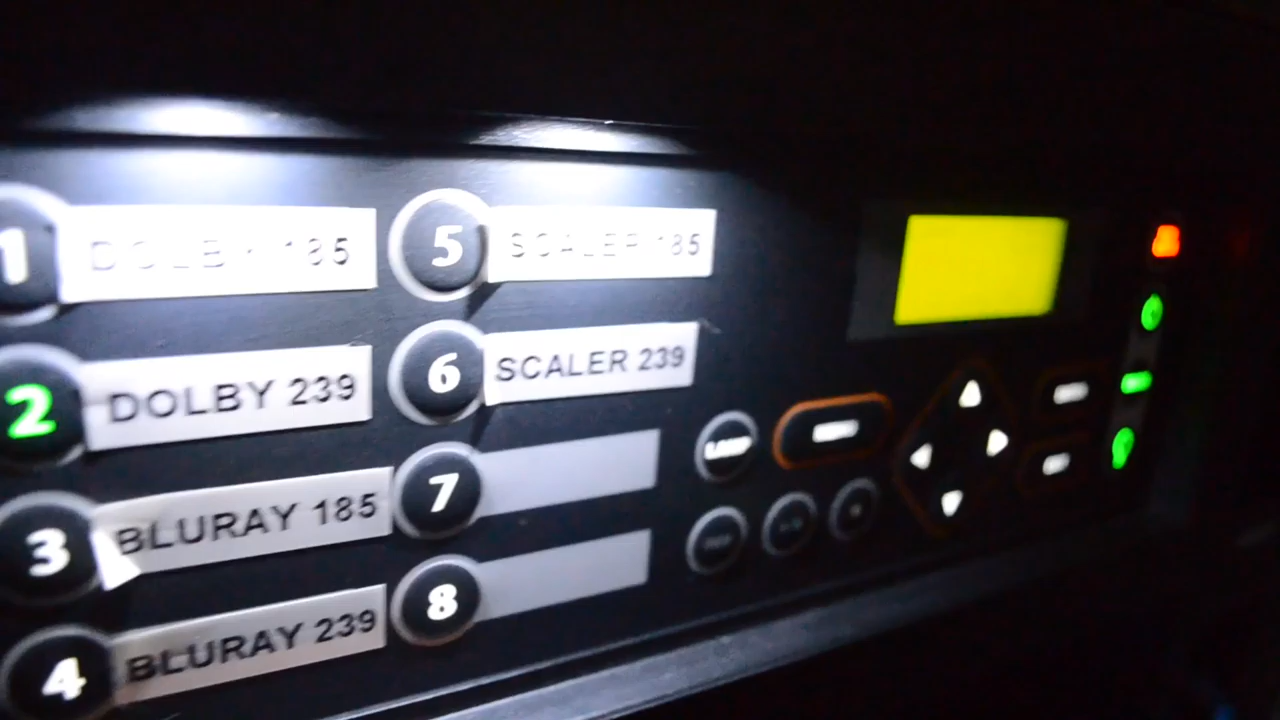 1 DOLBY 185
2 DOLBY 239
3 BLURAY 185
4 BLURAY 239
5 SCALER 185
6 SCALER 239
7
8
LAMP